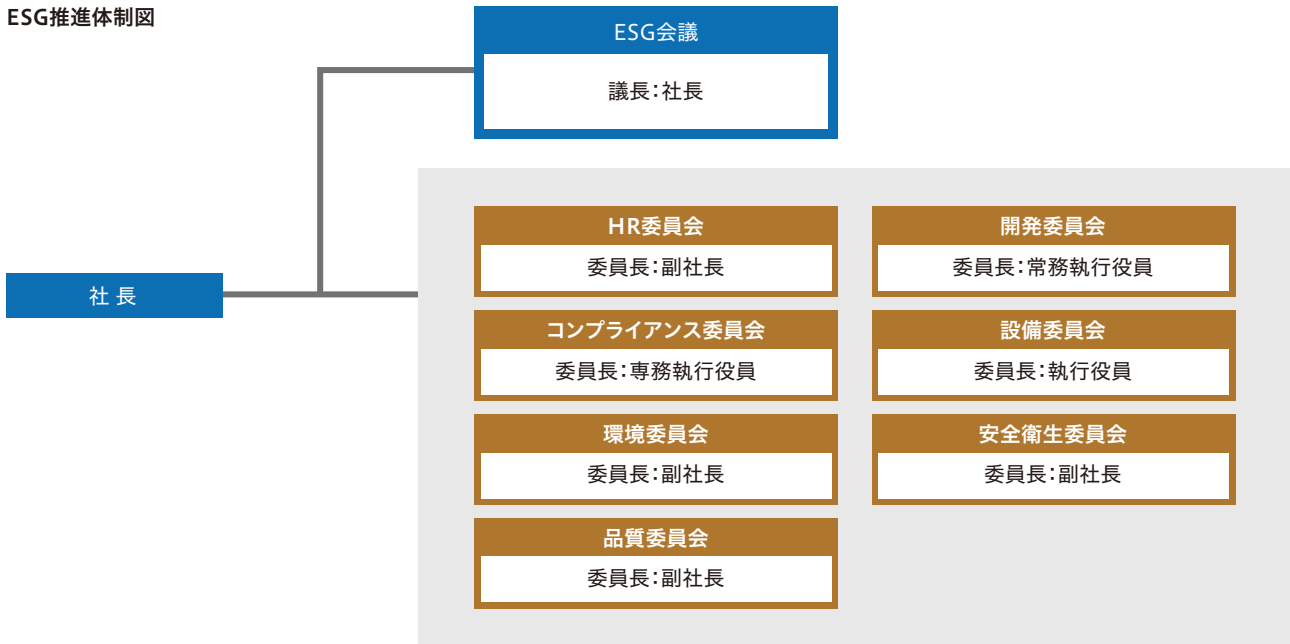 ESG推進体制図
ESG会議
議長:社長
社 長
HR委員会
委員長:副社長
コンプライアンス委員会
委員長:専務執行役員
環境委員会
委員長:副社長
品質委員会
委員長:副社長
開発委員会
委員長:常務執行役員
設備委員会
委員長:執行役員
安全衛生委員会
委員長:副社長